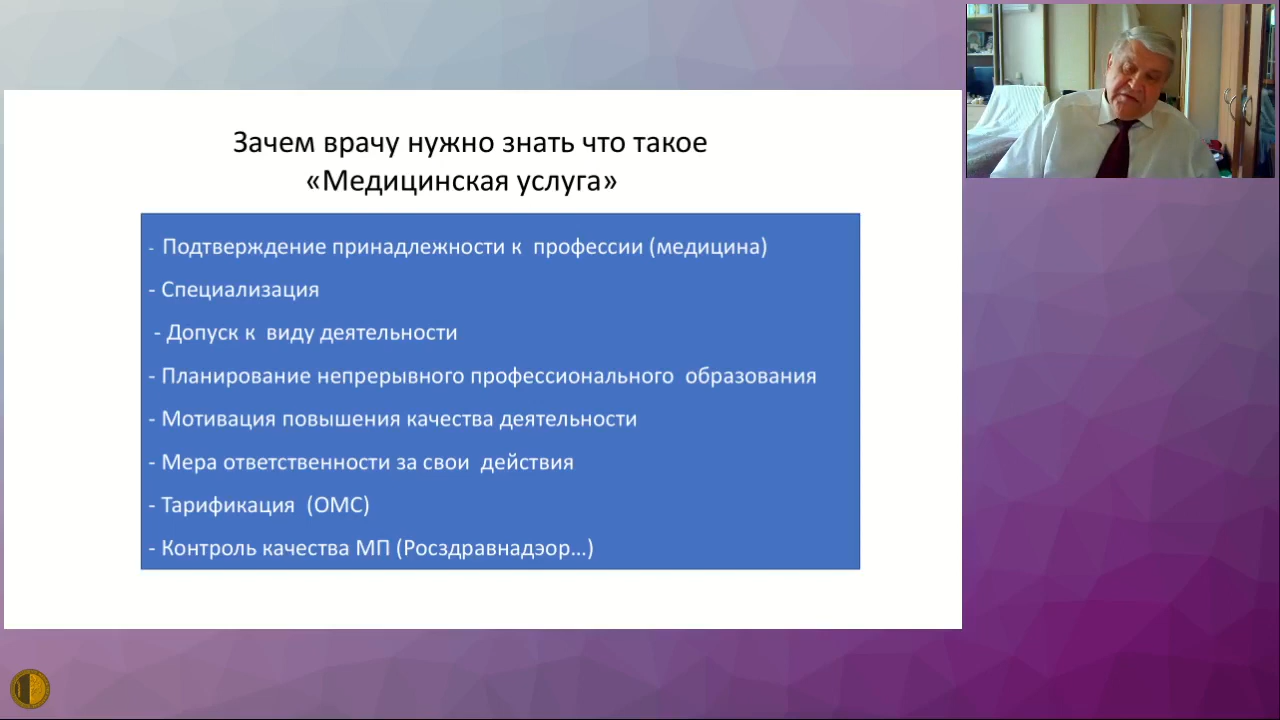 Зачем врачу нужно знать что такое
«Медицинская услуга»
- Подтверждение принадлежности к профессии (медицина)
- Специализация
- Допуск к виду деятельности
- Планирование непрерывного профессионального образования
- Мотивация повышения качества деятельности
- Мера ответственности за свои действия
- Тарификация (ОМС)
- Контроль качества МП (Росздравнадэор...)